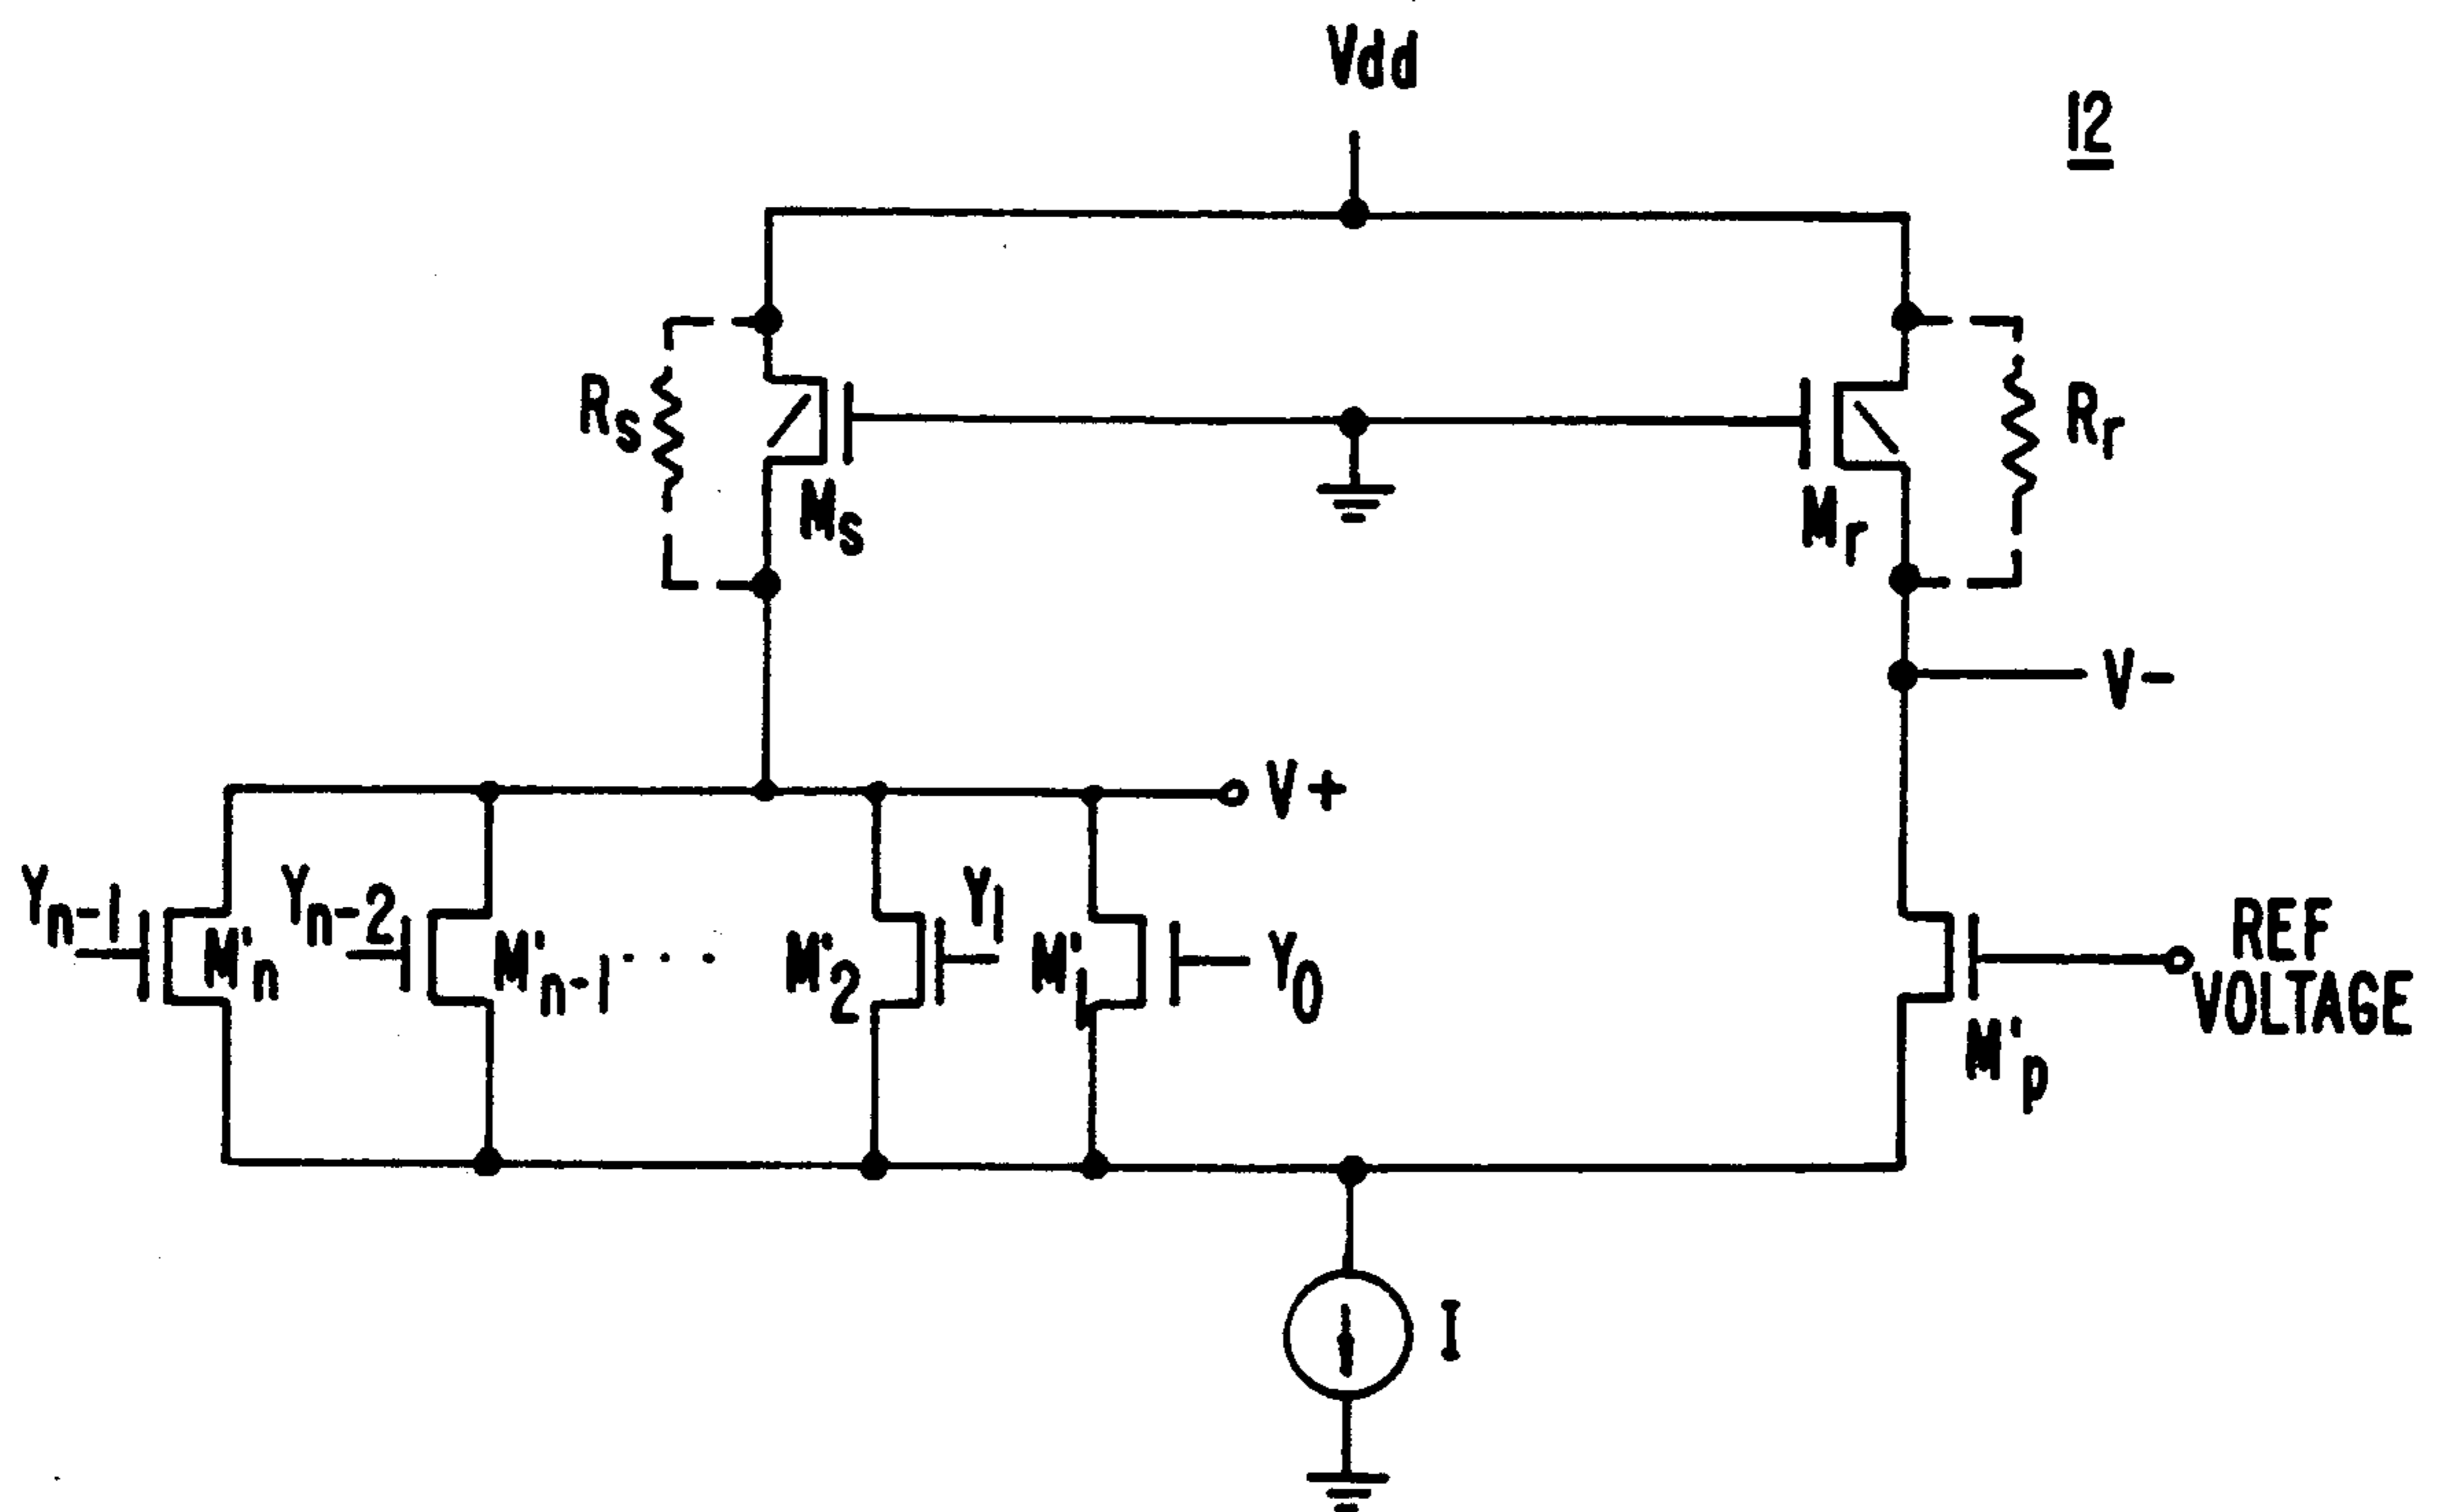 Vdd
12
Rs
Ms
Mr
Rr
V-
V+
Yn-1
M'n
Yn-2
M'n-1
. . .
M'2
Y1
M'1
Y0
REF
VOLTAGE
M'p
I